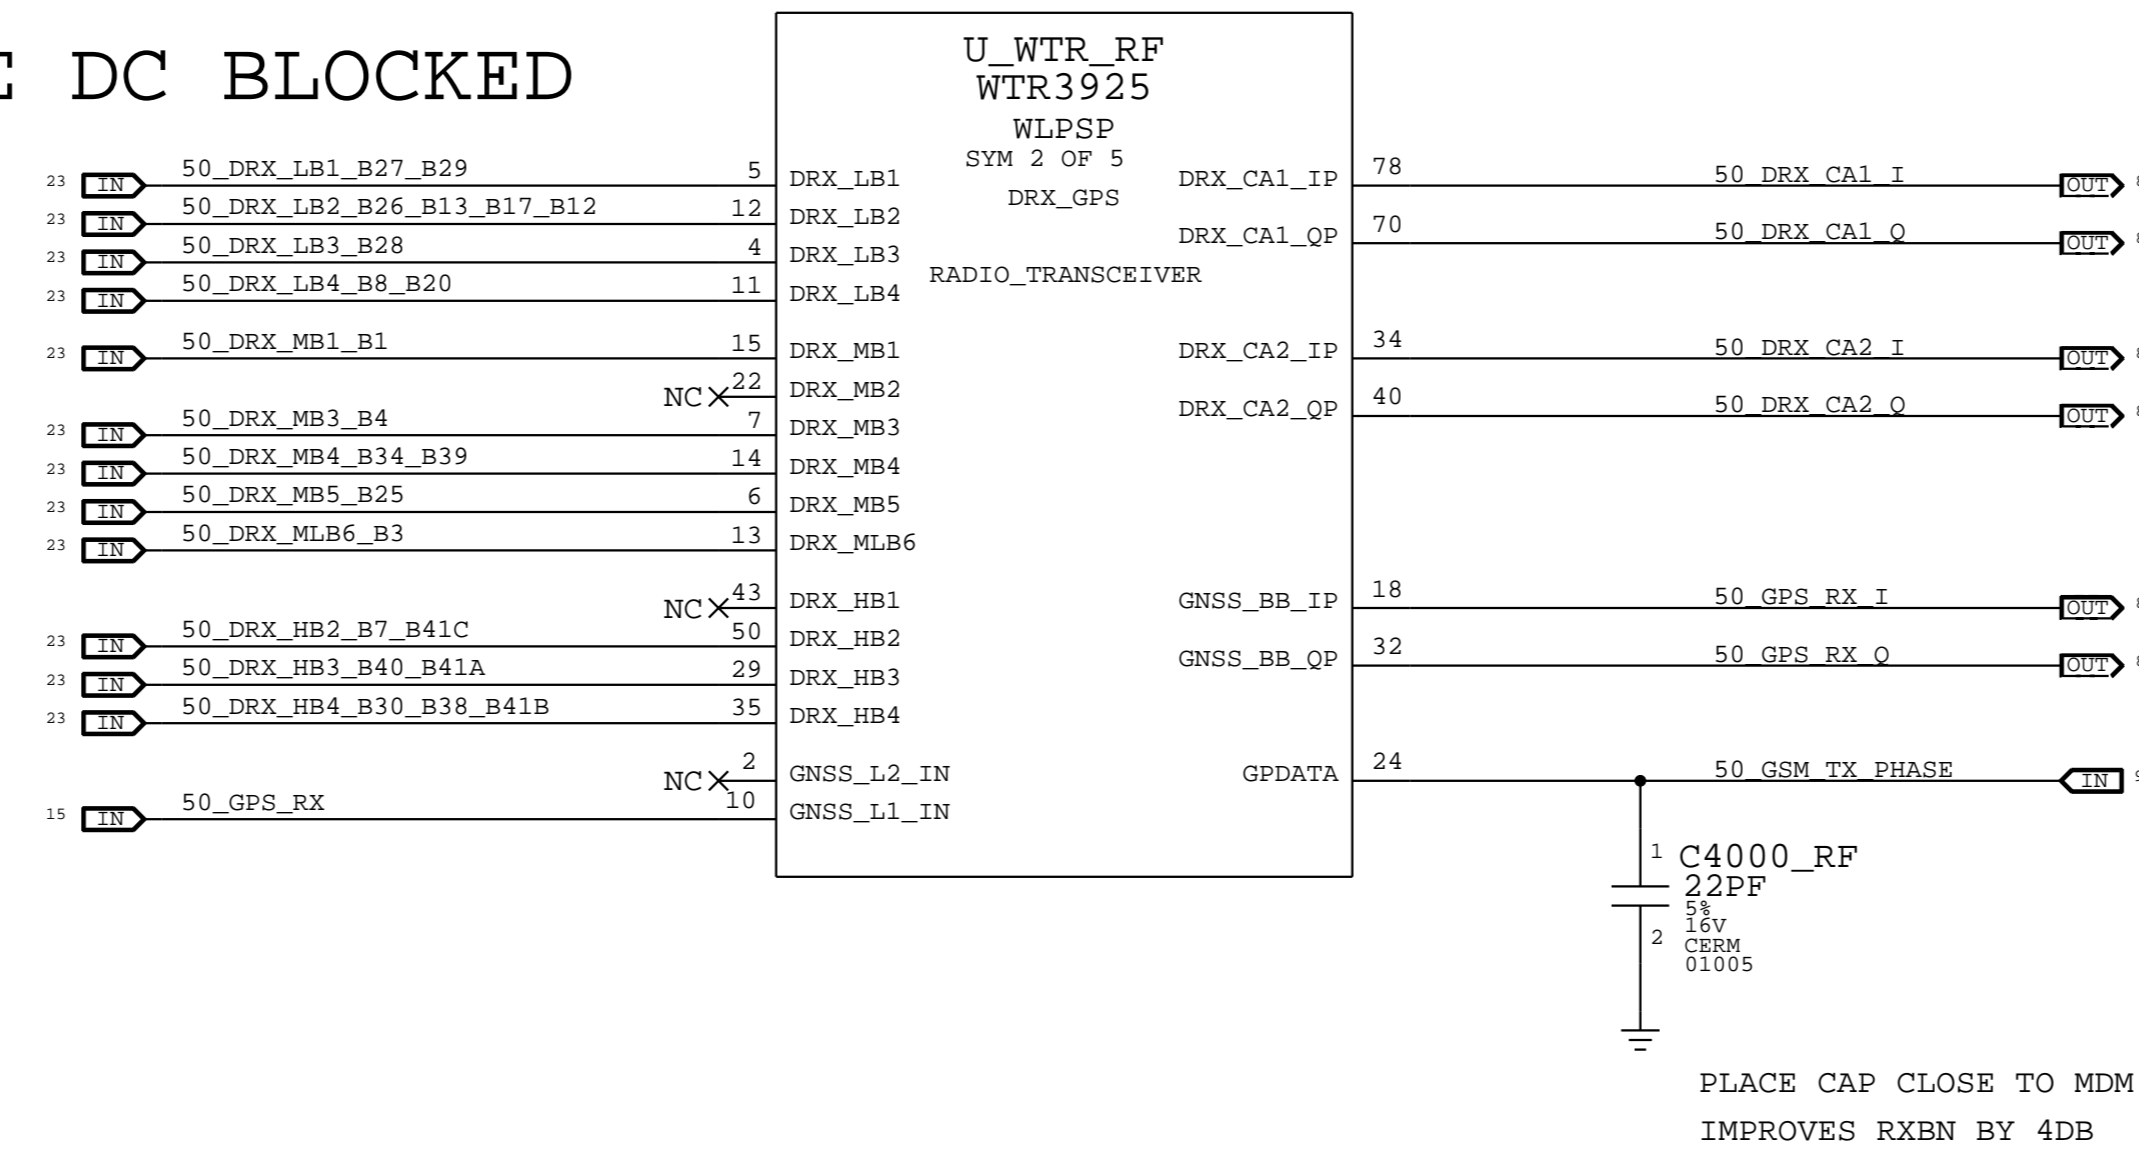 E DC BLOCKED
U_WTR_RF
WTR3925
WLPSP
SYM 2 OF 5
DRX_GPS
RADIO_TRANSCEIVER
23 IN 50_DRX_LB1_B27_B29 5 DRX_LB1
23 IN 50_DRX_LB2_B26_B13_B17_B12 12 DRX_LB2
23 IN 50_DRX_LB3_B28 4 DRX_LB3
23 IN 50_DRX_LB4_B8_B20 11 DRX_LB4
23 IN 50_DRX_MB1_B1 15 DRX_MB1
NC 22 DRX_MB2
23 IN 50_DRX_MB3_B4 7 DRX_MB3
23 IN 50_DRX_MB4_B34_B39 14 DRX_MB4
23 IN 50_DRX_MB5_B25 6 DRX_MB5
23 IN 50_DRX_MLB6_B3 13 DRX_MLB6
NC 43 DRX_HB1
23 IN 50_DRX_HB2_B7_B41C 50 DRX_HB2
23 IN 50_DRX_HB3_B40_B41A 29 DRX_HB3
23 IN 50_DRX_HB4_B30_B38_B41B 35 DRX_HB4
NC 2 GNSS_L2_IN
15 IN 50_GPS_RX 10 GNSS_L1_IN
DRX_CA1_IP 78 50_DRX_CA1_I OUT
DRX_CA1_QP 70 50_DRX_CA1_Q OUT
DRX_CA2_IP 34 50_DRX_CA2_I OUT
DRX_CA2_QP 40 50_DRX_CA2_Q OUT
GNSS_BB_IP 18 50_GPS_RX_I OUT
GNSS_BB_QP 32 50_GPS_RX_Q OUT
GPDATA 24 50_GSM_TX_PHASE IN
1 C4000_RF
22PF
5%
16V
2 CERM
01005
PLACE CAP CLOSE TO MDM
IMPROVES RXBN BY 4DB